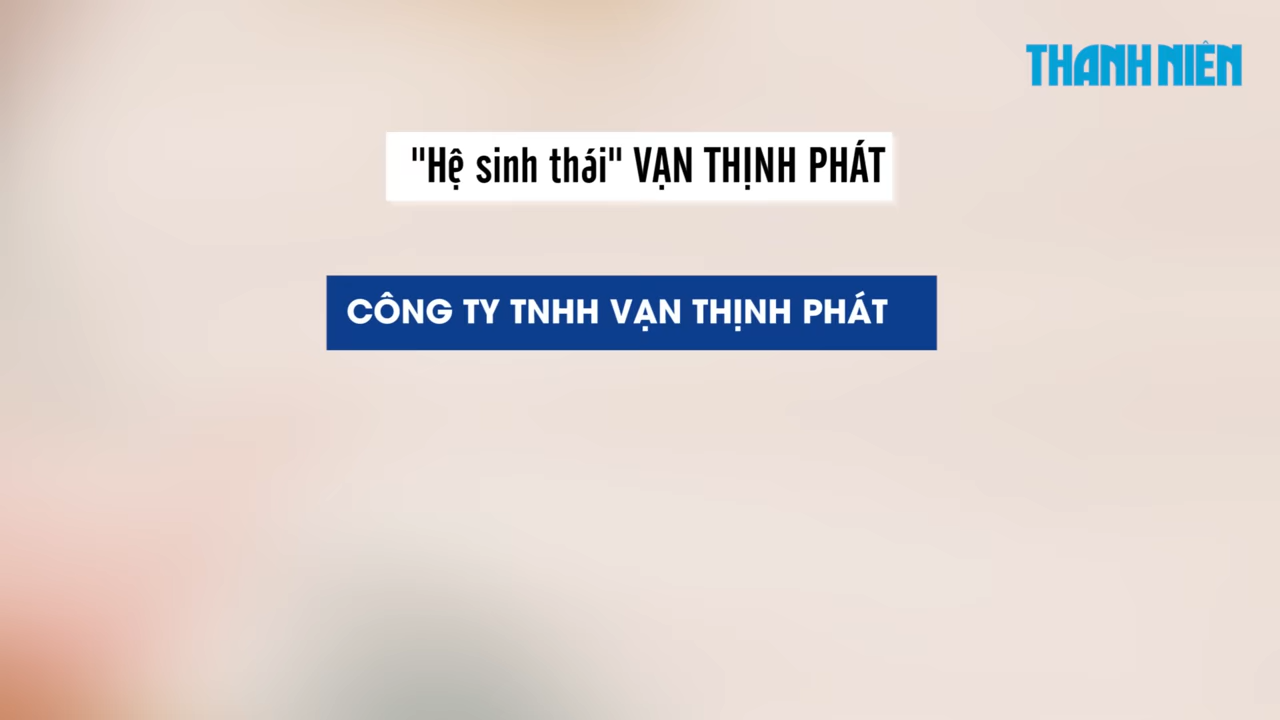 THANH NIÊN
"Hệ sinh thái" VẠN THỊNH PHÁT
CÔNG TY TNHH VẠN THỊNH PHÁT